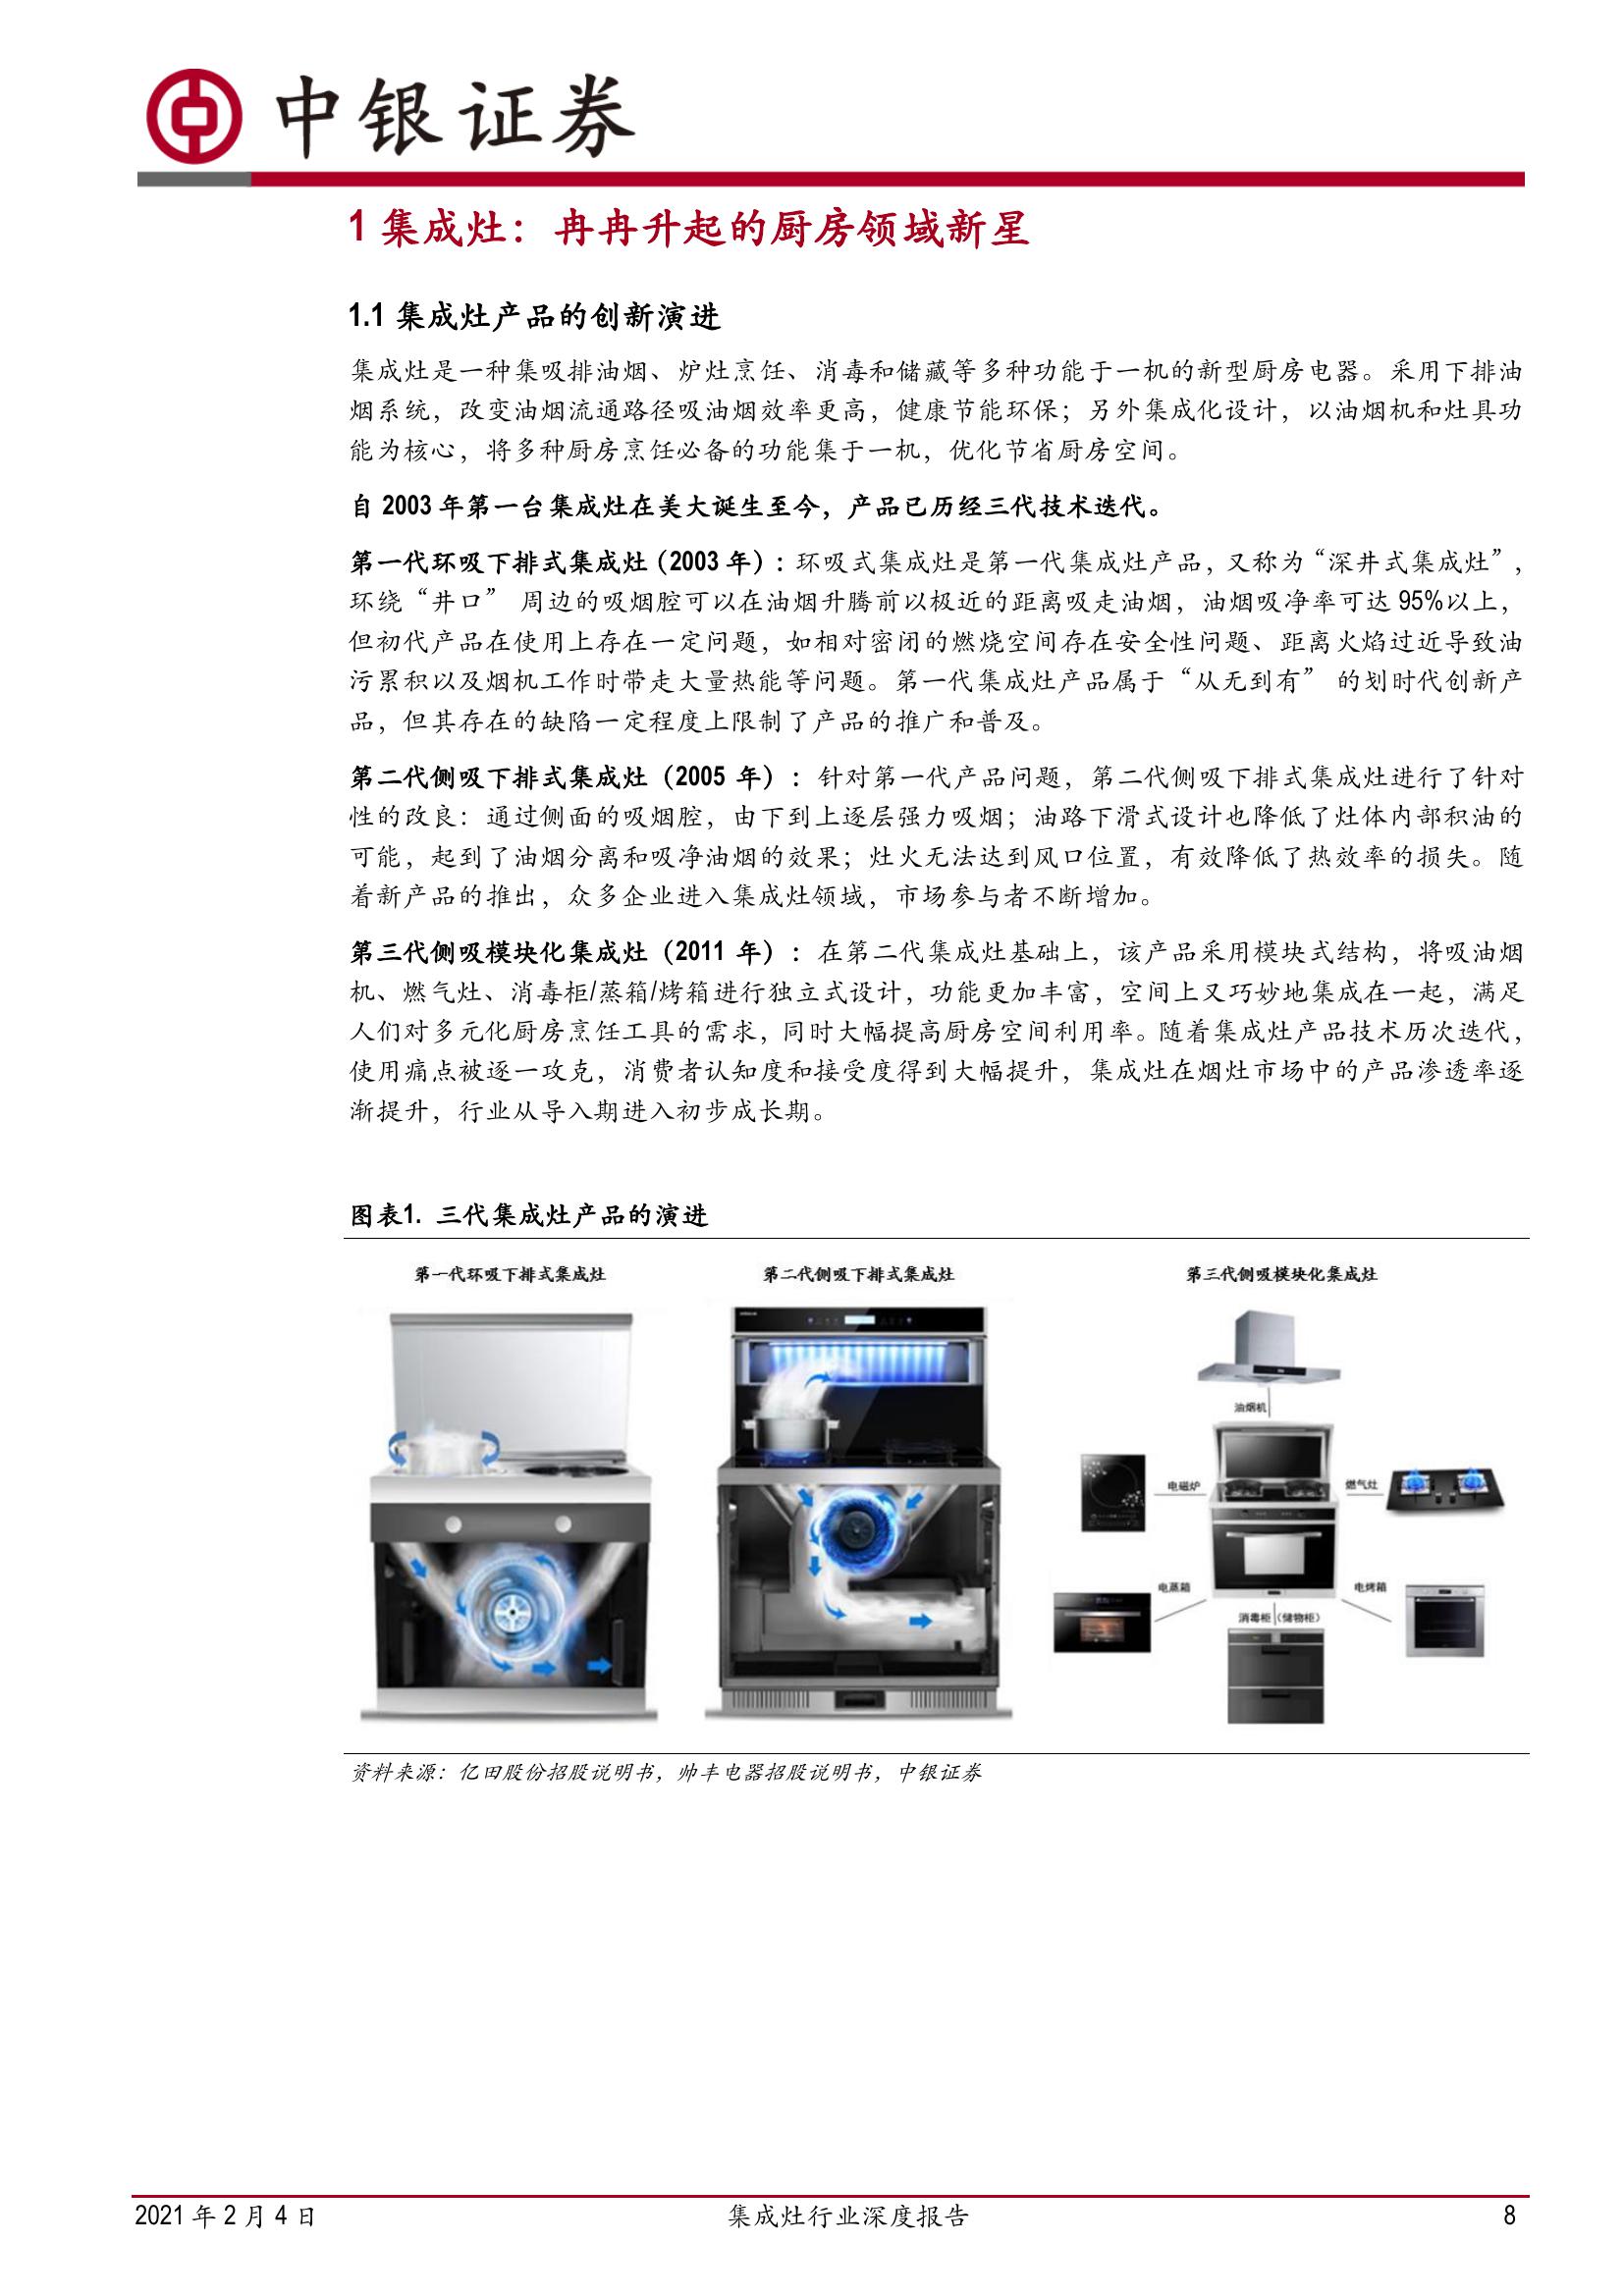 中银证券
1 集成灶：冉冉升起的厨房领域新星
1.1 集成灶产品的创新演进
集成灶是一种集吸排油烟、炉灶烹饪、消毒和储藏等多种功能于一机的新型厨房电器。采用下排油
烟系统，改变油烟流通路径吸油烟效率更高，健康节能环保；另外集成化设计，以油烟机和灶具功
能为核心，将多种厨房烹饪必备的功能集于一机，优化节省厨房空间。
自 2003 年第一台集成灶在美大诞生至今，产品已历经三代技术迭代。
第一代环吸下排式集成灶（2003 年）：环吸式集成灶是第一代集成灶产品，又称为“深井式集成灶”，
环绕“井口” 周边的吸烟腔可以在油烟升腾前以极近的距离吸走油烟，油烟吸净率可达 95%以上，
但初代产品在使用上存在一定问题，如相对密闭的燃烧空间存在安全性问题、距离火焰过近导致油
污累积以及烟机工作时带走大量热能等问题。第一代集成灶产品属于“从无到有” 的划时代创新产
品，但其存在的缺陷一定程度上限制了产品的推广和普及。
第二代侧吸下排式集成灶（2005 年）：针对第一代产品问题，第二代侧吸下排式集成灶进行了针对
性的改良：通过侧面的吸烟腔，由下到上逐层强力吸烟；油路下滑式设计也降低了灶体内部积油的
可能，起到了油烟分离和吸净油烟的效果；灶火无法达到风口位置，有效降低了热效率的损失。随
着新产品的推出，众多企业进入集成灶领域，市场参与者不断增加。
第三代侧吸模块化集成灶（2011 年）：在第二代集成灶基础上，该产品采用模块式结构，将吸油烟
机、燃气灶、消毒柜/蒸箱/烤箱进行独立式设计，功能更加丰富，空间上又巧妙地集成在一起，满足
人们对多元化厨房烹饪工具的需求，同时大幅提高厨房空间利用率。随着集成灶产品技术历次迭代，
使用痛点被逐一攻克，消费者认知度和接受度得到大幅提升，集成灶在烟灶市场中的产品渗透率逐
渐提升，行业从导入期进入初步成长期。
图表1. 三代集成灶产品的演进
第一代环吸下排式集成灶
第二代侧吸下排式集成灶
第三代侧吸模块化集成灶
油烟机
电磁炉
燃气灶
电蒸箱
电烤箱
消毒柜（储物柜）
资料来源：亿田股份招股说明书，帅丰电器招股说明书，中银证券
2021 年 2 月 4 日
集成灶行业深度报告
8